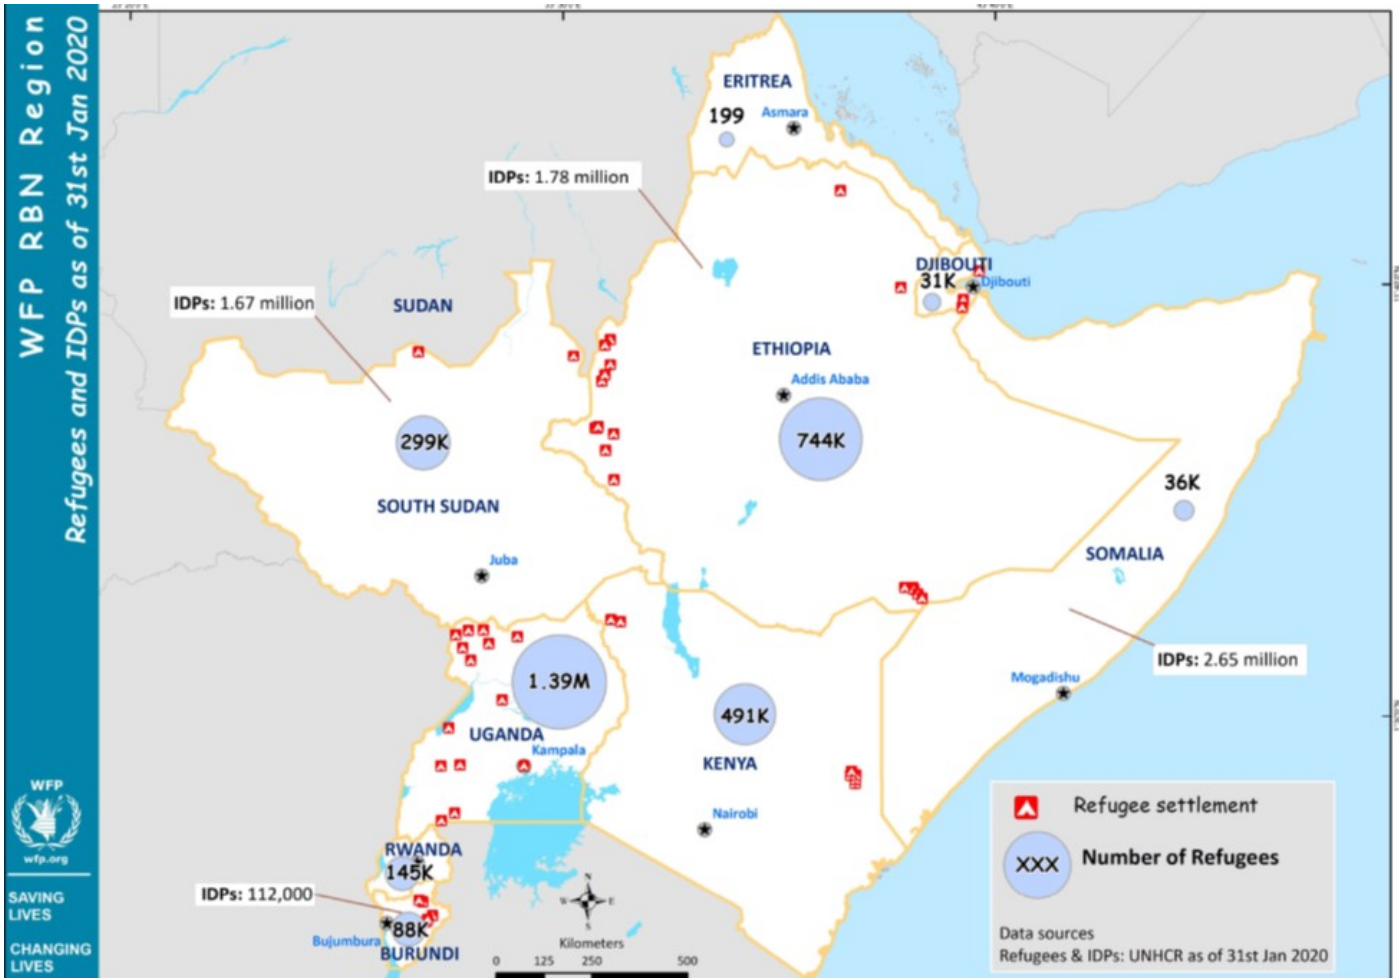 WFP RBN Region
Refugees and IDPs as of 31st Jan 2020
WFP
wfp.org
SAVING
LIVES
CHANGING
LIVES
ERITREA
199
Asmara
IDPs: 1.78 million
DJIBOUTI
31K
Djibouti
IDPs: 1.67 million
SUDAN
ETHIOPIA
Addis Ababa
299K
744K
36K
SOUTH SUDAN
SOMALIA
Juba
IDPs: 2.65 million
1.39M
Mogadishu
491K
UGANDA
Kampala
KENYA
Nairobi
RWANDA
145K
IDPs: 112,000
88K
Bujumbura
BURUNDI
N
W
E
S
Kilometers
0 125 250 500
Refugee settlement
XXX Number of Refugees
Data sources
Refugees & IDPs: UNHCR as of 31st Jan 2020